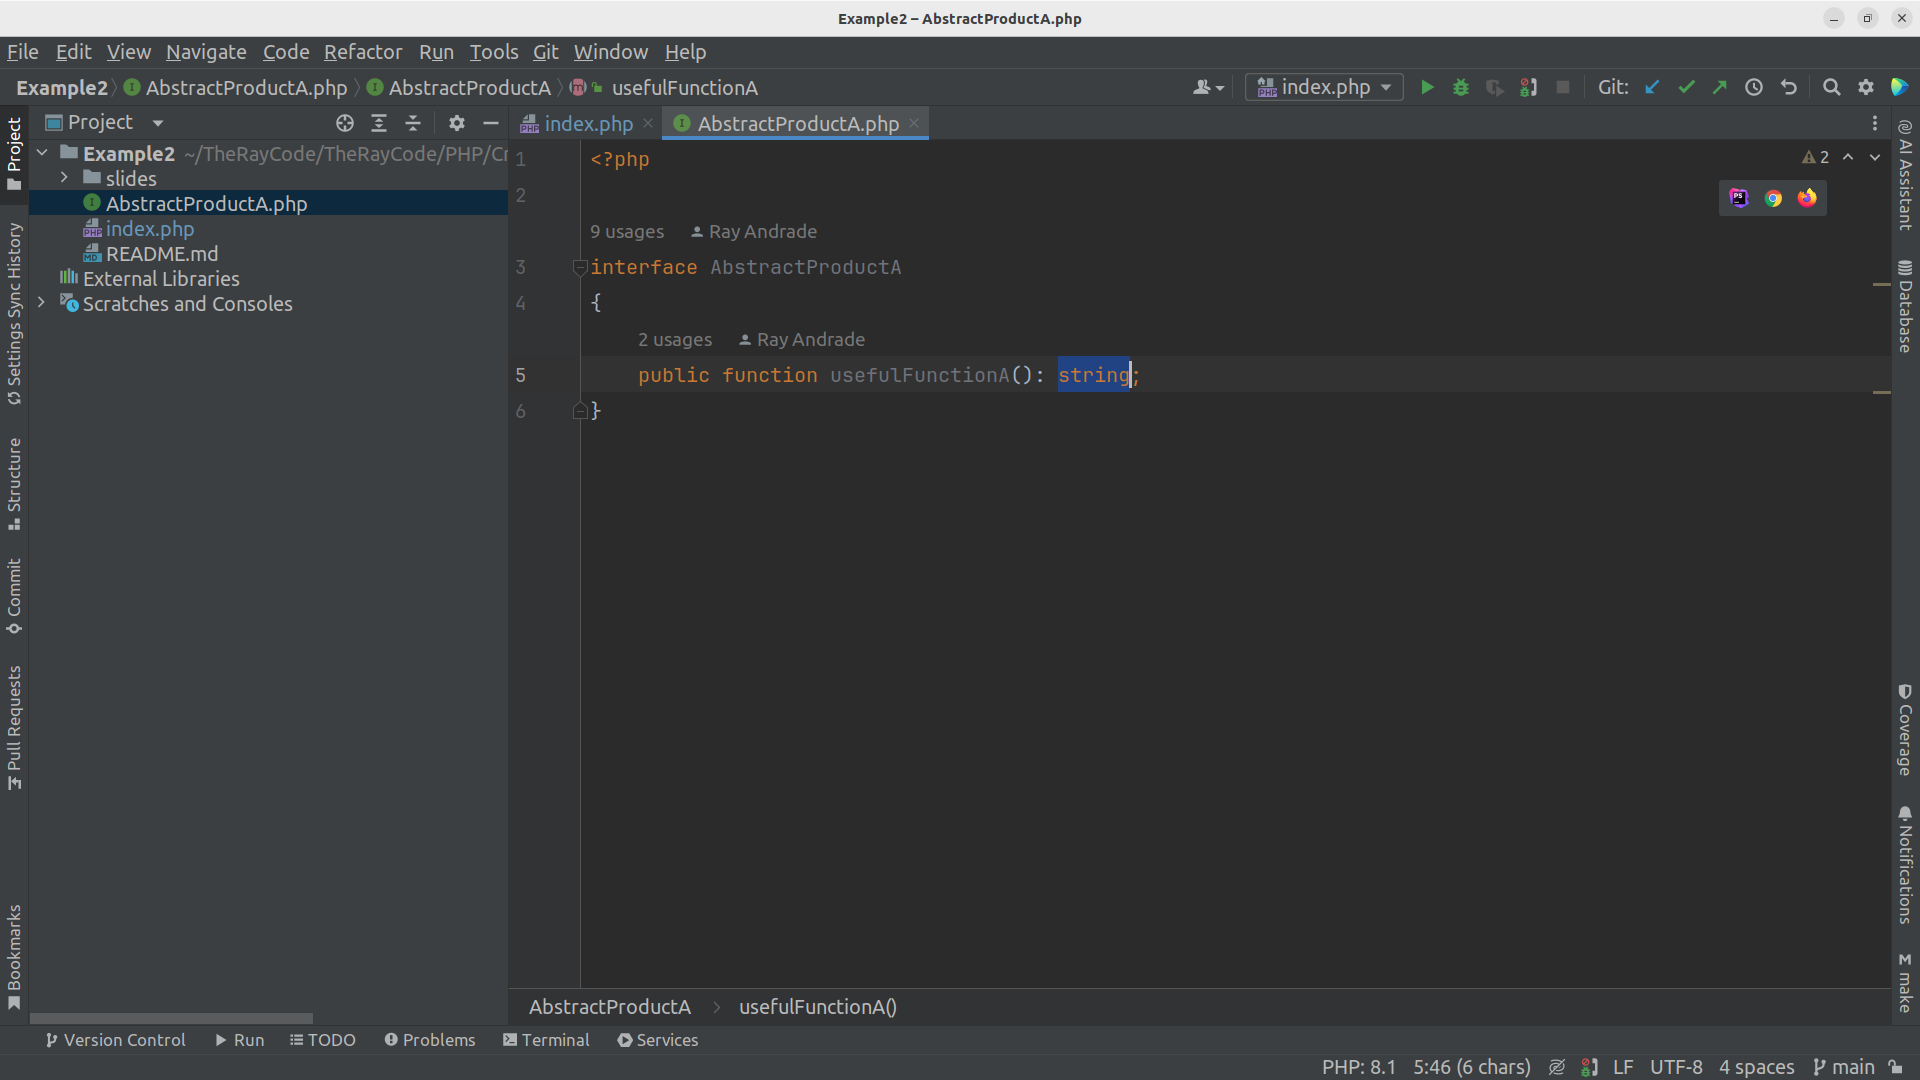 Example2 – AbstractProductA.php
File Edit View Navigate Code Refactor Run Tools Git Window Help
Example2 AbstractProductA.php AbstractProductA usefulFunctionA index.php Git:
Project
index.php AbstractProductA.php
Example2 ~/TheRayCode/TheRayCode/PHP/Cr
slides
AbstractProductA.php
index.php
README.md
External Libraries
Scratches and Consoles
1 <?php
2
9 usages Ray Andrade
3 interface AbstractProductA
4 {
2 usages Ray Andrade
5 public function usefulFunctionA(): string;
6 }
2
Project
Settings Sync History
Structure
Commit
Pull Requests
Bookmarks
AI Assistant
Database
Coverage
Notifications
make
AbstractProductA usefulFunctionA()
Version Control Run TODO Problems Terminal Services
PHP: 8.1 5:46 (6 chars) LF UTF-8 4 spaces main